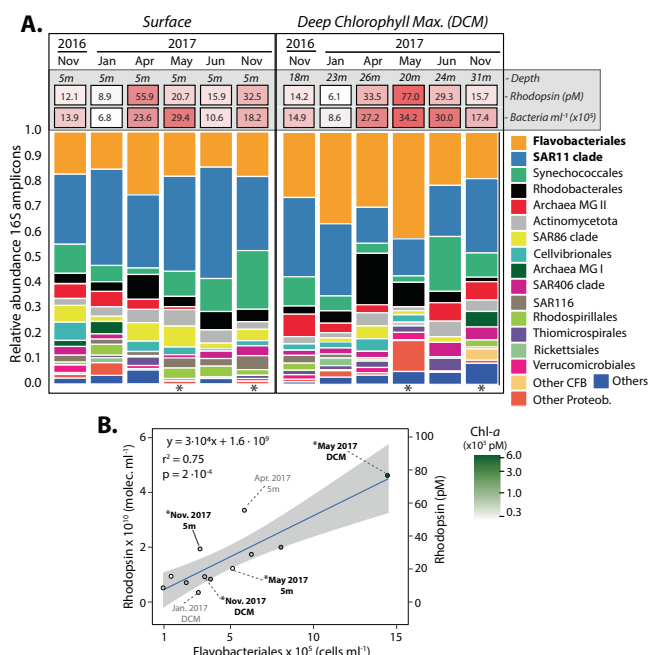 A.
Surface
Deep Chlorophyll Max. (DCM)
2016 2017 2016 2017
Nov Jan Apr May Jun Nov Nov Jan Apr May Jun Nov
5m 5m 5m 5m 5m 5m 18m 23m 26m 20m 24m 31m - Depth
12.1 8.9 55.9 20.7 15.9 32.5 14.2 6.1 33.5 77.0 29.3 15.7 - Rhodopsin (pM)
13.9 6.8 23.6 29.4 10.6 18.2 14.9 8.6 27.2 34.2 30.0 17.4 - Bacteria ml⁻¹ (x10⁵)
Relative abundance 16S amplicons
1.0
0.9
0.8
0.7
0.6
0.5
0.4
0.3
0.2
0.1
0.0
* * * *
Flavobacteriales
SAR11 clade
Synechococcales
Rhodobacterales
Archaea MG II
Actinomycetota
SAR86 clade
Cellvibrionales
Archaea MG I
SAR406 clade
SAR116
Rhodospirillales
Thiomicrospirales
Rickettsiales
Verrucomicrobiales
Other CFB Others
Other Proteob.
B.
y = 3·10⁴x + 1.6 · 10⁹
r² = 0.75
p = 2 ·10⁻⁴
Rhodopsin x 10¹⁰ (molec. ml⁻¹)
6
4
2
0
*May 2017
DCM
Apr. 2017
5m
*Nov. 2017
5m
*May 2017
5m
Jan. 2017
DCM
*Nov. 2017
DCM
100
80
60
40
20
0
Rhodopsin (pM)
1 5 10 15
Flavobacteriales x 10⁵ (cells ml⁻¹)
Chl-a
(x10³ pM)
6.0
3.0
1.0
0.3